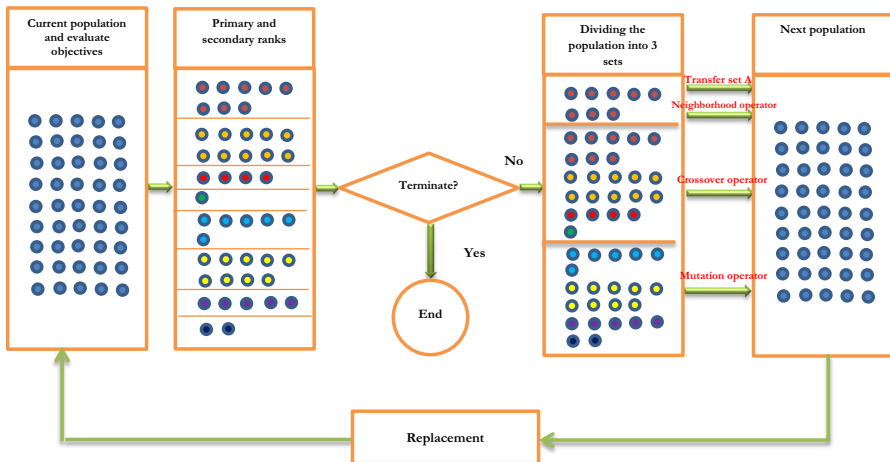 Current population
and evaluate
objectives
Primary and
secondary ranks
Terminate?
No
Yes
End
Dividing the
population into 3
sets
Transfer set A
Neighborhood operator
Crossover operator
Mutation operator
Next population
Replacement